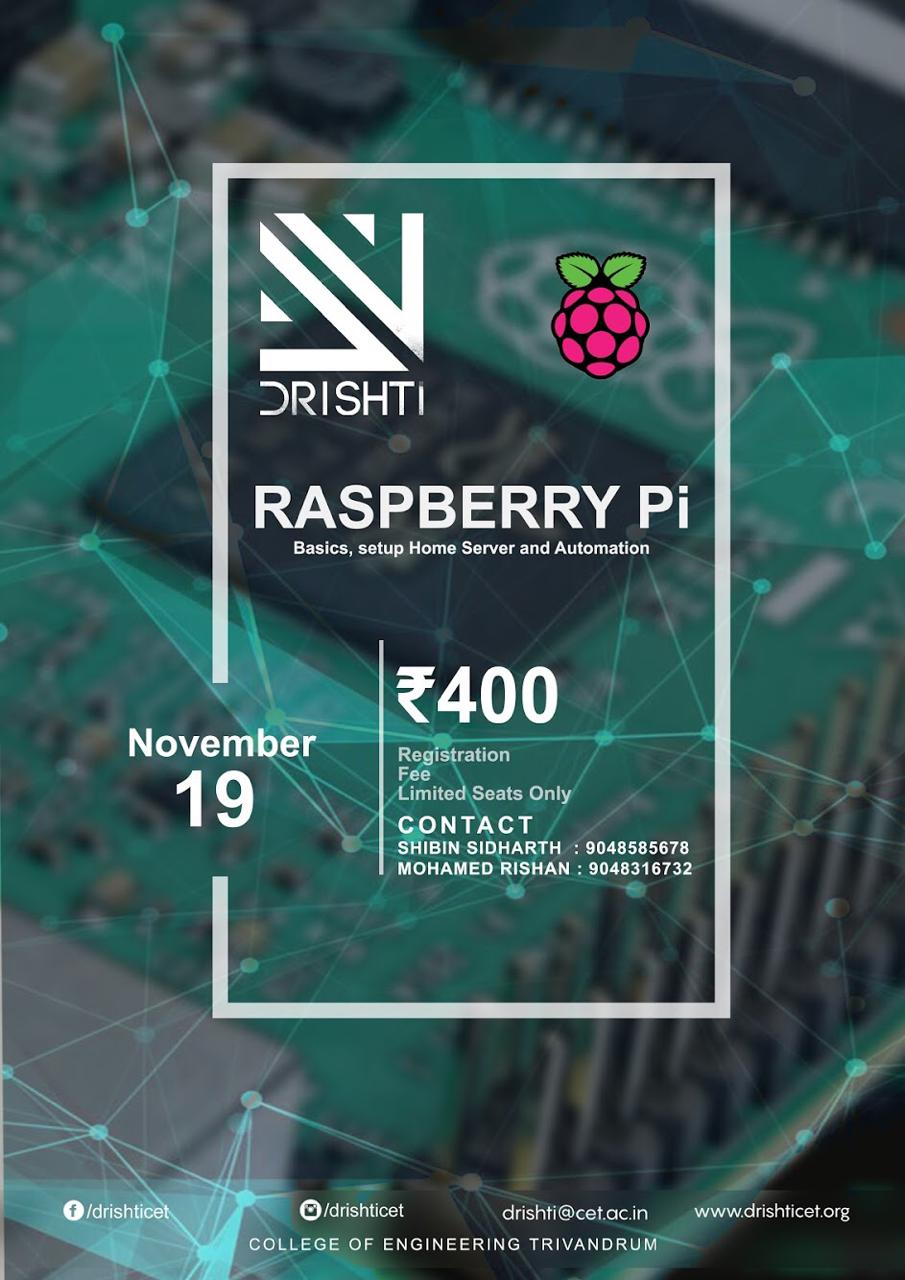 DRISHTI
RASPBERRY Pi
Basics, setup Home Server and Automation
November
19
₹400
Registration
Fee
Limited Seats Only
CONTACT
SHIBIN SIDHARTH : 9048585678
MOHAMED RISHAN : 9048316732
/drishticet /drishticet drishti@cet.ac.in www.drishticet.org
COLLEGE OF ENGINEERING TRIVANDRUM